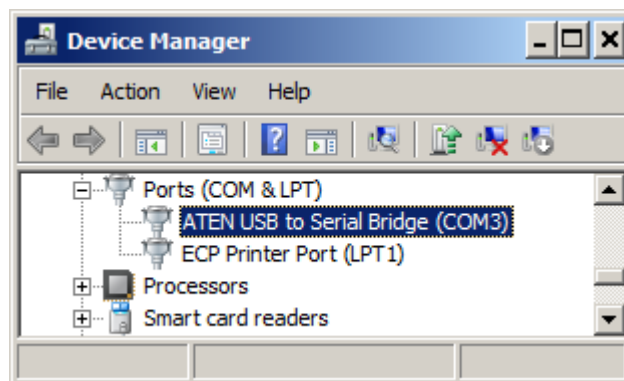 Device Manager
File Action View Help
Ports (COM & LPT)
ATEN USB to Serial Bridge (COM3)
ECP Printer Port (LPT1)
Processors
Smart card readers